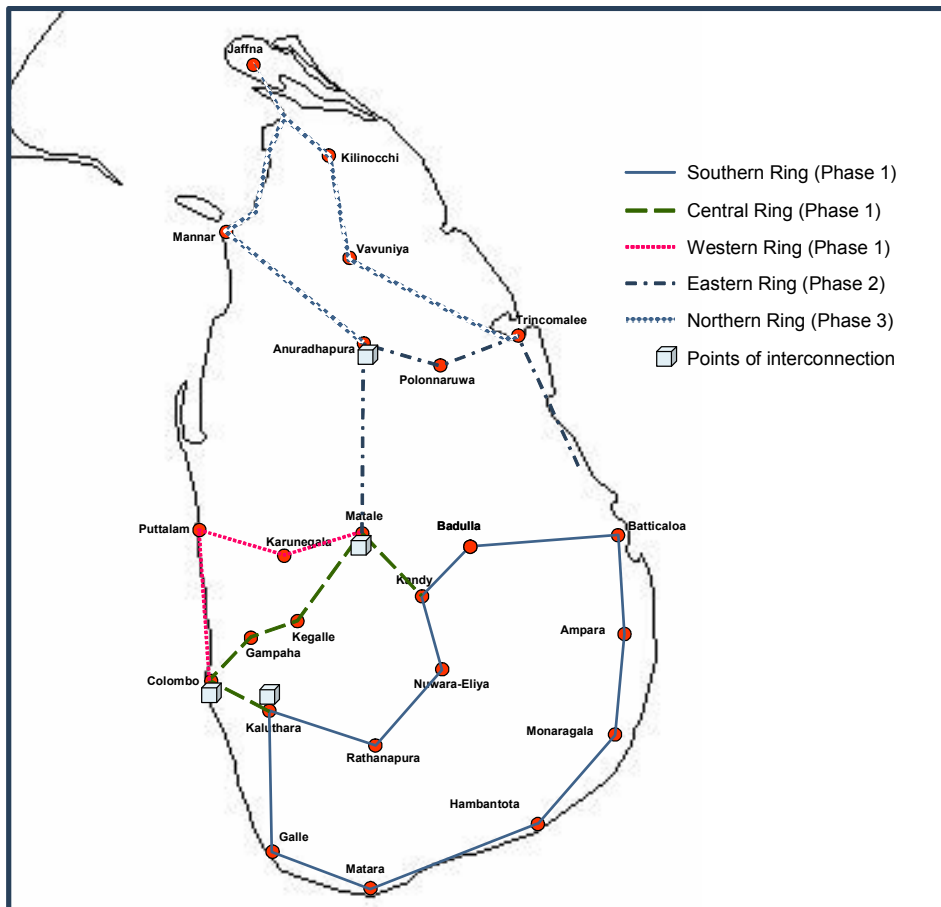 Jaffna
Kilinocchi
Southern Ring (Phase 1)
Central Ring (Phase 1)
Mannar
Western Ring (Phase 1)
Vavuniya
Eastern Ring (Phase 2)
Trincomalee
Northern Ring (Phase 3)
Anuradhapura
Points of interconnection
Polonnaruwa
Puttalam
Matale
Badulla
Batticaloa
Karunegala
Kandy
Kegalle
Ampara
Gampaha
Colombo
Nuwara-Eliya
Kaluthara
Monaragala
Rathanapura
Hambantota
Galle
Matara